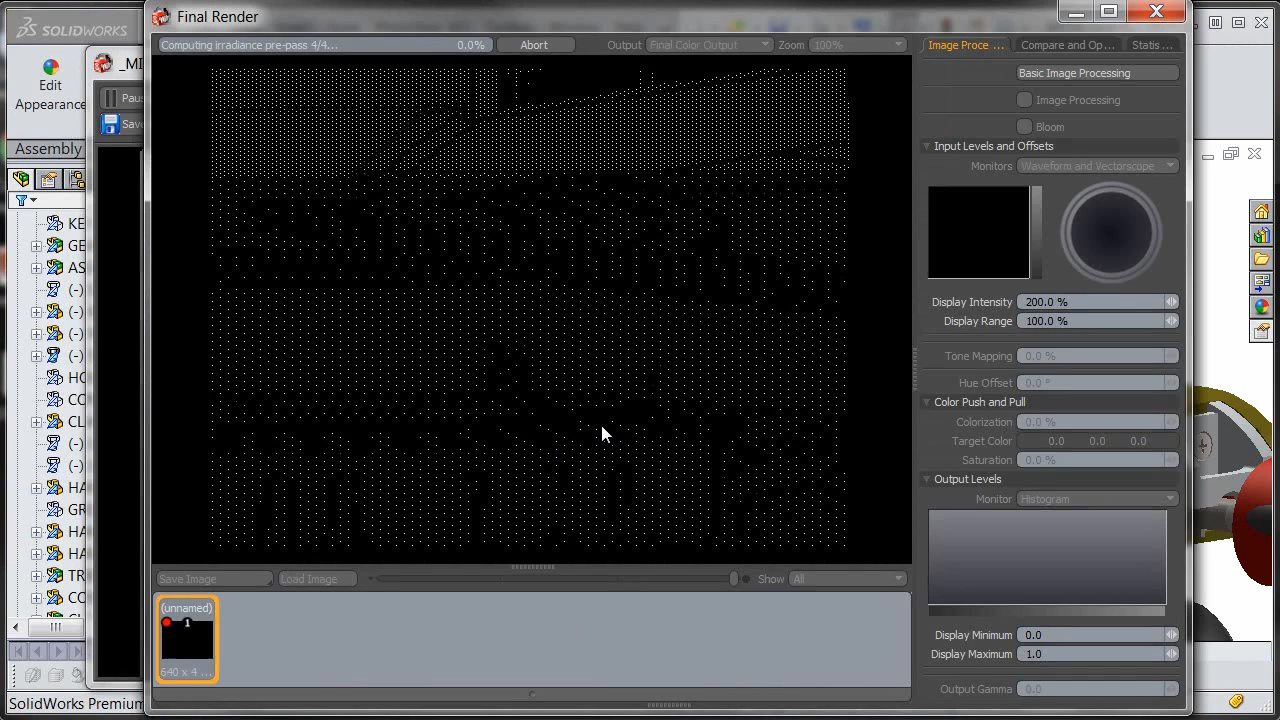 SOLIDWORKS
Final Render
Edit
Appearance
Assembly
_MI
Pau
Save
Computing irradiance pre-pass 4/4... 0.0%
Abort
Output Final Color Output
Zoom 100%
Image Proce ...
Compare and Op...
Statis ...
Basic Image Processing
Image Processing
Bloom
Input Levels and Offsets
Monitors Waveform and Vectorscope
Display Intensity 200.0 %
Display Range 100.0 %
Tone Mapping 0.0 %
Hue Offset 0.0 °
Color Push and Pull
Colorization 0.0 %
Target Color 0.0 0.0 0.0
Saturation 0.0 %
Output Levels
Monitor Histogram
Display Minimum 0.0
Display Maximum 1.0
Output Gamma 0.0
KE
GE
AS
(-)
(-)
(-)
(-)
HO
CO
CL
(-)
(-)
HA
GR
HA
HA
TR
CO
Save Image
Load Image
Show All
(unnamed)
1
640 x 4 ...
SolidWorks Premium